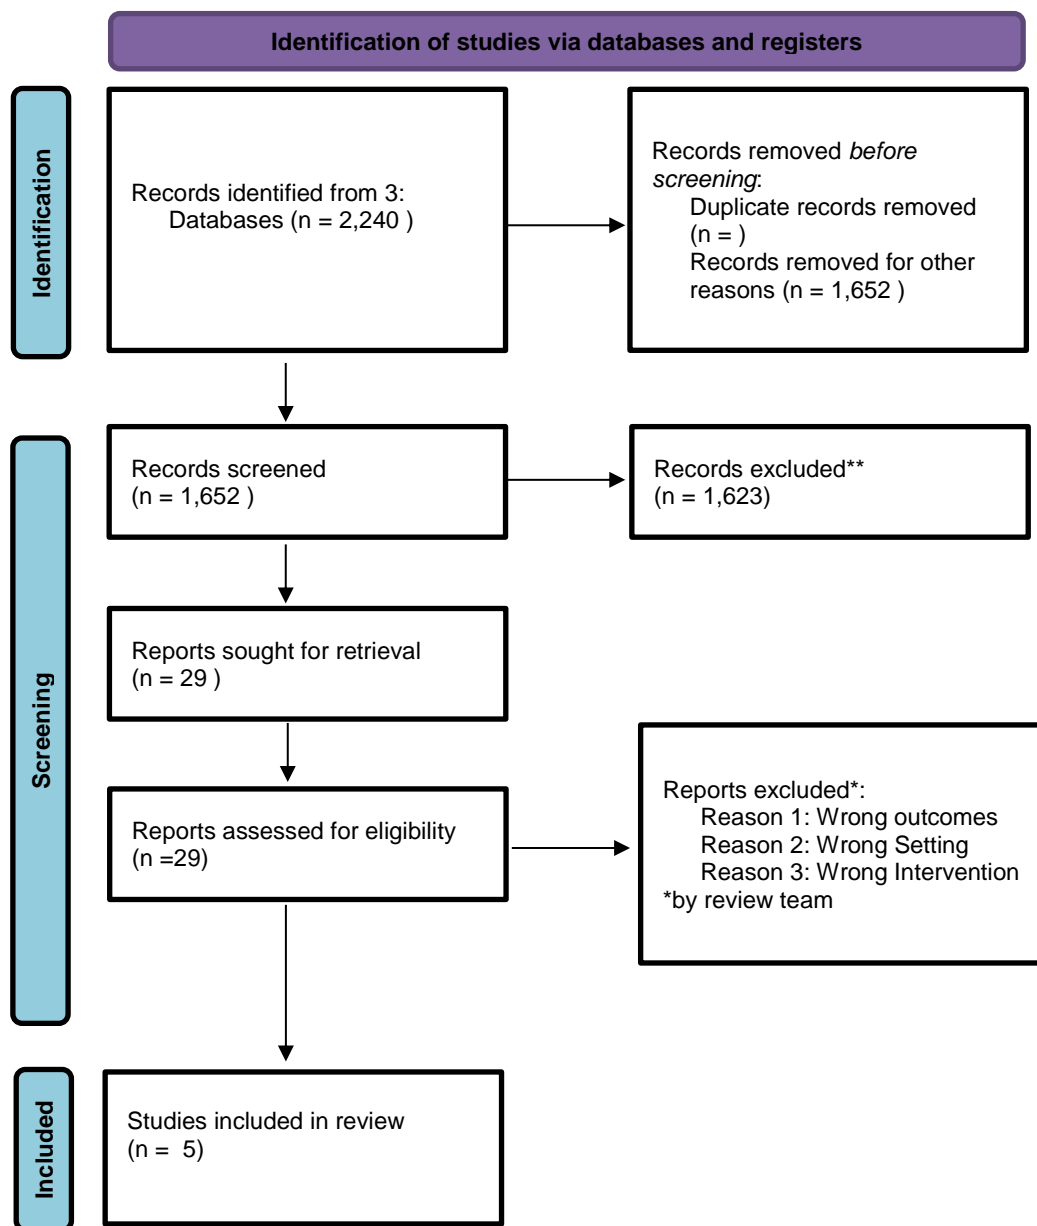 Identification of studies via databases and registers
Identification
Records identified from 3:
Databases (n = 2,240 )
Records removed before
screening:
Duplicate records removed
(n = )
Records removed for other
reasons (n = 1,652 )
Screening
Records screened
(n = 1,652 )
Records excluded**
(n = 1,623)
Reports sought for retrieval
(n = 29 )
Reports assessed for eligibility
(n =29)
Reports excluded*:
Reason 1: Wrong outcomes
Reason 2: Wrong Setting
Reason 3: Wrong Intervention
*by review team
Included
Studies included in review
(n = 5)